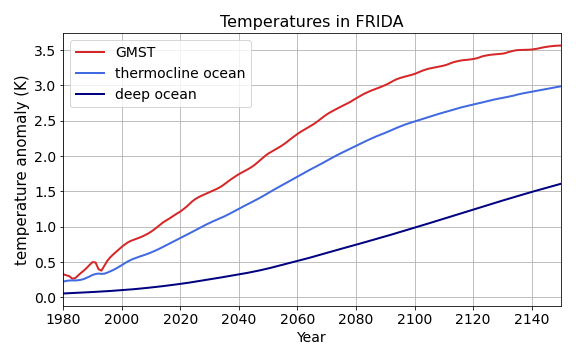 Temperatures in FRIDA
GMST
thermocline ocean
deep ocean
temperature anomaly (K)
3.5
3.0
2.5
2.0
1.5
1.0
0.5
0.0
1980 2000 2020 2040 2060 2080 2100 2120 2140
Year